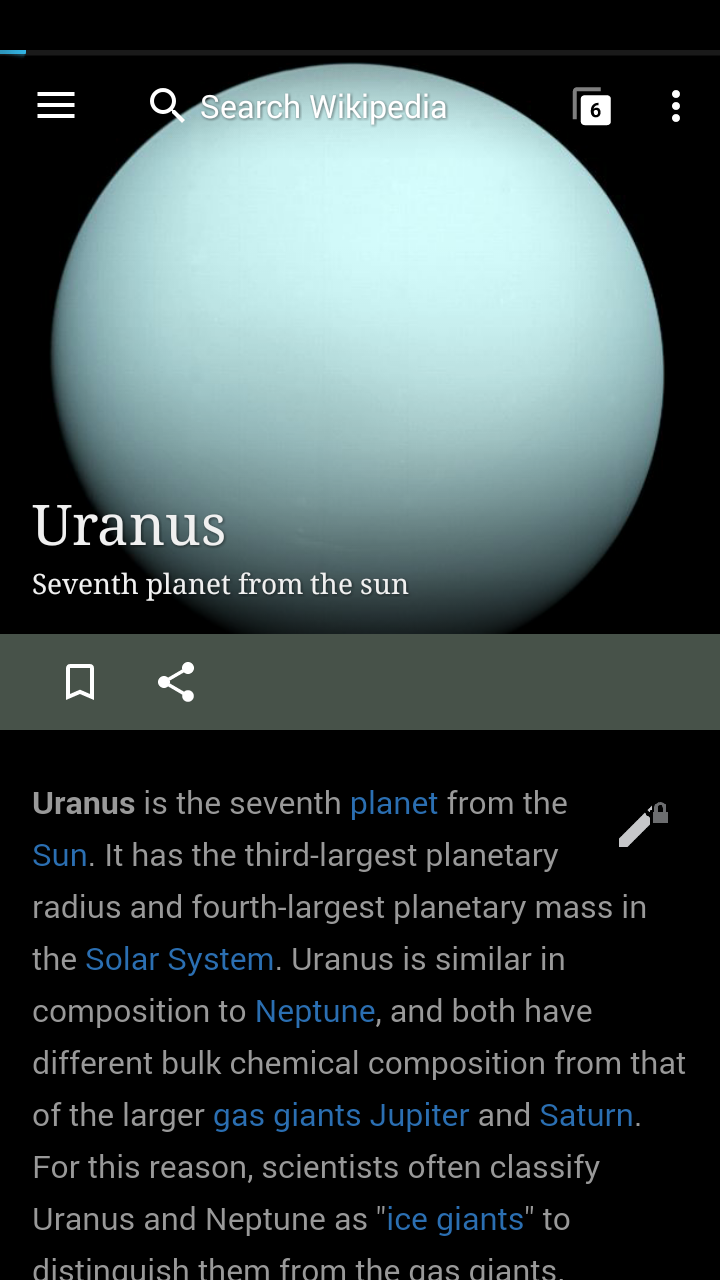 Search Wikipedia
6
Uranus
Seventh planet from the sun
Uranus is the seventh planet from the
Sun. It has the third-largest planetary
radius and fourth-largest planetary mass in
the Solar System. Uranus is similar in
composition to Neptune, and both have
different bulk chemical composition from that
of the larger gas giants Jupiter and Saturn.
For this reason, scientists often classify
Uranus and Neptune as "ice giants" to
distinguish them from the gas giants.